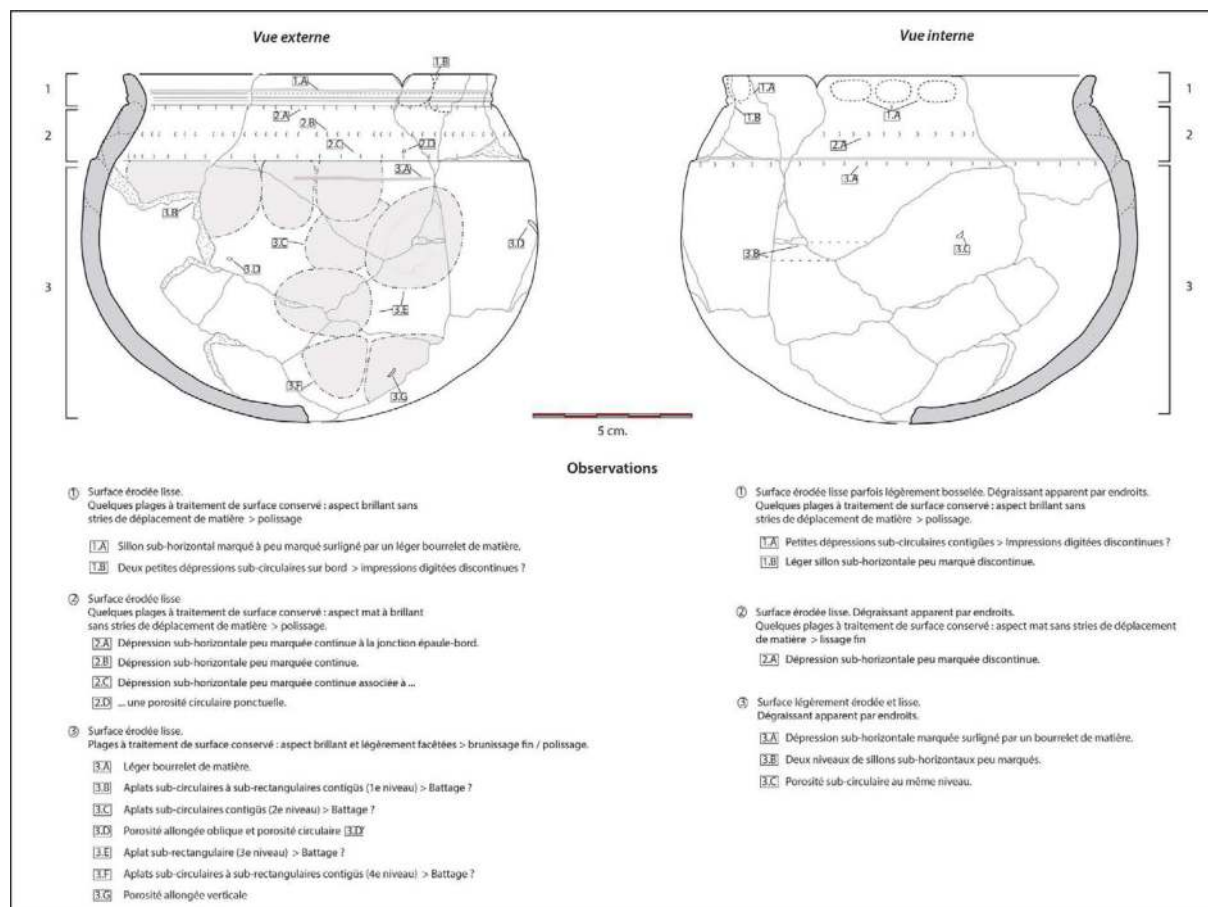 Vue externe
1
2
3
1.A
1.B
2.A
2.B
2.C
2.D
3.A
3.B
3.C
3.D
3.D
3.E
3.F
3.G
Vue interne
1.A
1.B
1.A
2.A
3.A
3.B
3.C
1
2
3
5 cm.
Observations
① Surface érodée lisse.
Quelques plages à traitement de surface conservé : aspect brillant sans
stries de déplacement de matière > polissage
1.A Sillon sub-horizontal marqué à peu marqué surligné par un léger bourrelet de matière.
1.B Deux petites dépressions sub-circulaires sur bord > impressions digitées discontinues ?
② Surface érodée lisse
Quelques plages à traitement de surface conservé : aspect mat à brillant
sans stries de déplacement de matière > polissage.
2.A Dépression sub-horizontale peu marquée continue à la jonction épaule-bord.
2.B Dépression sub-horizontale peu marquée continue.
2.C Dépression sub-horizontale peu marquée continue associée à ...
2.D ... une porosité circulaire ponctuelle.
③ Surface érodée lisse.
Plages à traitement de surface conservé : aspect brillant et légèrement facêtées > brunissage fin / polissage.
3.A Léger bourrelet de matière.
3.B Aplats sub-circulaires à sub-rectangulaires contigüs (1e niveau) > Battage ?
3.C Aplats sub-circulaires contigüs (2e niveau) > Battage ?
3.D Porosité allongée oblique et porosité circulaire 3.D'
3.E Aplat sub-rectangulaire (3e niveau) > Battage ?
3.F Aplats sub-circulaires à sub-rectangulaires contigüs (4e niveau) > Battage ?
3.G Porosité allongée verticale
① Surface érodée lisse parfois légèrement bosselée. Dégraissant apparent par endroits.
Quelques plages à traitement de surface conservé : aspect brillant sans
stries de déplacement de matière > polissage.
1.A Petites dépressions sub-circulaires contigües > Impressions digitées discontinues ?
1.B Léger sillon sub-horizontale peu marqué discontinue.
② Surface érodée lisse. Dégraissant apparent par endroits.
Quelques plages à traitement de surface conservé : aspect mat sans stries de déplacement
de matière > lissage fin
2.A Dépression sub-horizontale peu marquée discontinue.
③ Surface légèrement érodée et lisse.
Dégraissant apparent par endroits.
3.A Dépression sub-horizontale marquée surligné par un bourrelet de matière.
3.B Deux niveaux de sillons sub-horizontaux peu marqués.
3.C Porosité sub-circulaire au même niveau.